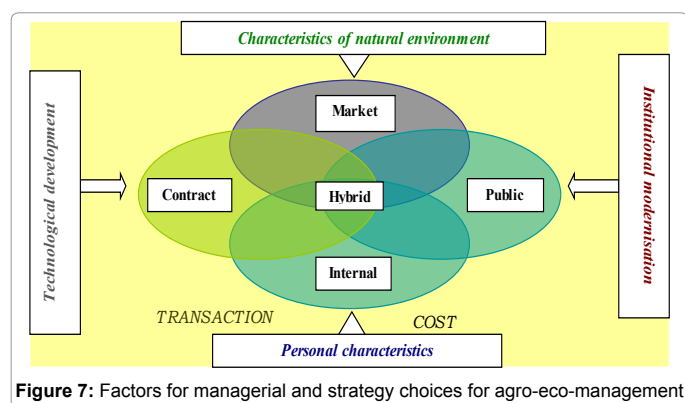 Characteristics of natural environment
Technological development
Institutional modernisation
Market
Contract
Hybrid
Public
Internal
TRANSACTION COST
Personal characteristics
Figure 7: Factors for managerial and strategy choices for agro-eco-management